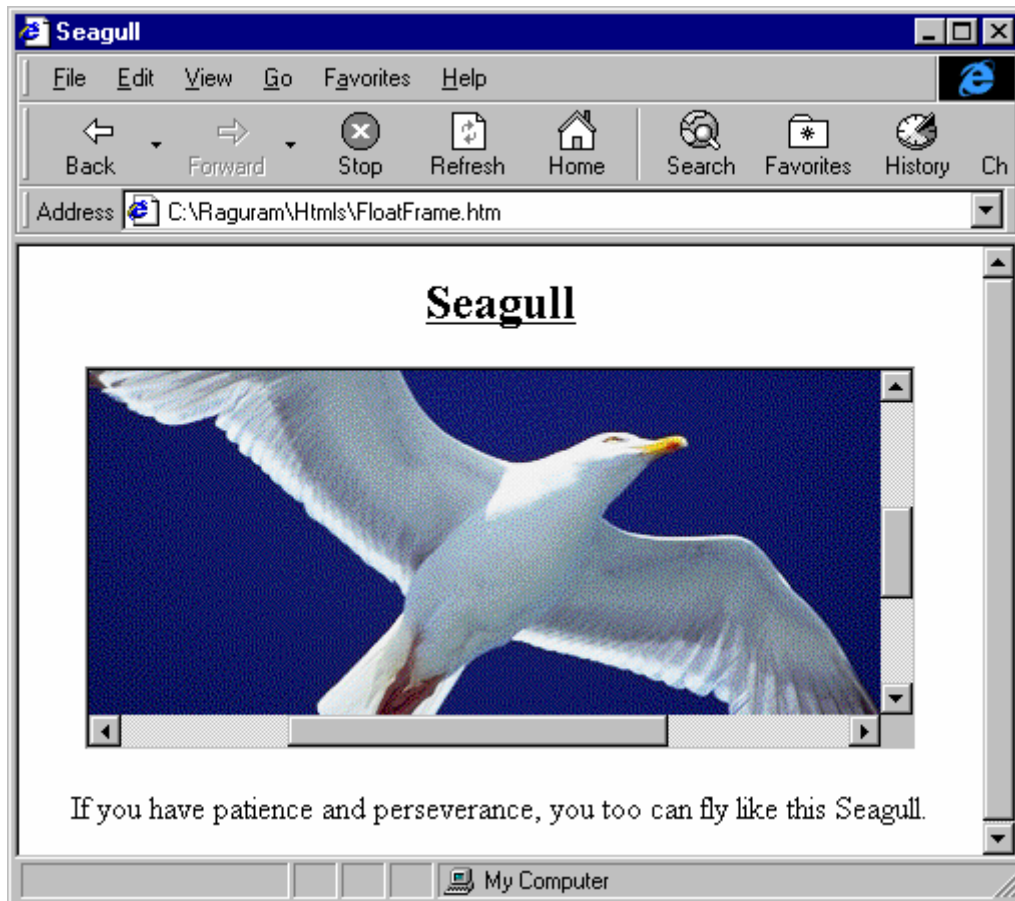 Seagull
File Edit View Go Favorites Help
Back Forward Stop Refresh Home Search Favorites History Ch
Address C:\Raguram\Htmls\FloatFrame.htm
Seagull
If you have patience and perseverance, you too can fly like this Seagull.
My Computer